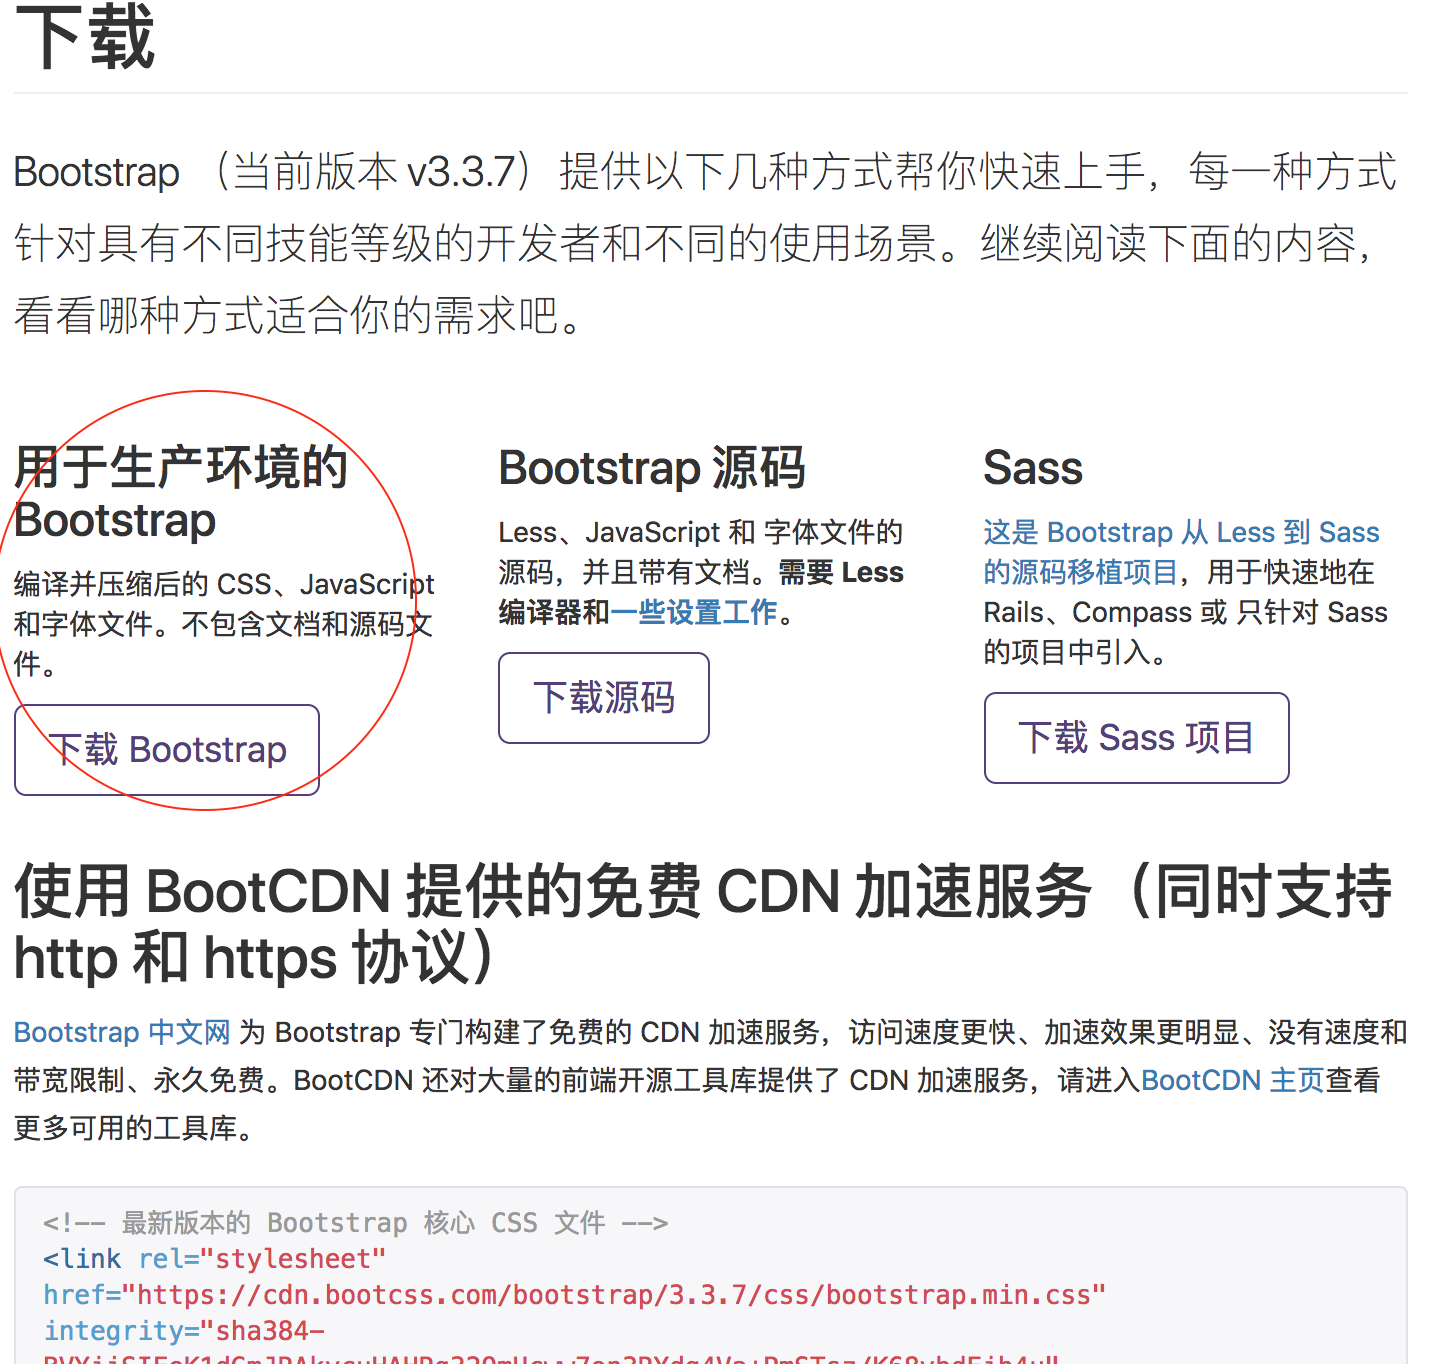 下载
Bootstrap （当前版本 v3.3.7）提供以下几种方式帮你快速上手，每一种方式
针对具有不同技能等级的开发者和不同的使用场景。继续阅读下面的内容，
看看哪种方式适合你的需求吧。
用于生产环境的
Bootstrap
编译并压缩后的 CSS、JavaScript
和字体文件。不包含文档和源码文
件。
下载 Bootstrap
Bootstrap 源码
Less、JavaScript 和 字体文件的
源码，并且带有文档。需要 Less
编译器和一些设置工作。
下载源码
Sass
这是 Bootstrap 从 Less 到 Sass
的源码移植项目，用于快速地在
Rails、Compass 或 只针对 Sass
的项目中引入。
下载 Sass 项目
使用 BootCDN 提供的免费 CDN 加速服务（同时支持
http 和 https 协议）
Bootstrap 中文网 为 Bootstrap 专门构建了免费的 CDN 加速服务，访问速度更快、加速效果更明显、没有速度和
带宽限制、永久免费。BootCDN 还对大量的前端开源工具库提供了 CDN 加速服务，请进入BootCDN 主页查看
更多可用的工具库。
<!-- 最新版本的 Bootstrap 核心 CSS 文件 -->
<link rel="stylesheet"
href="https://cdn.bootcss.com/bootstrap/3.3.7/css/bootstrap.min.css"
integrity="sha384-